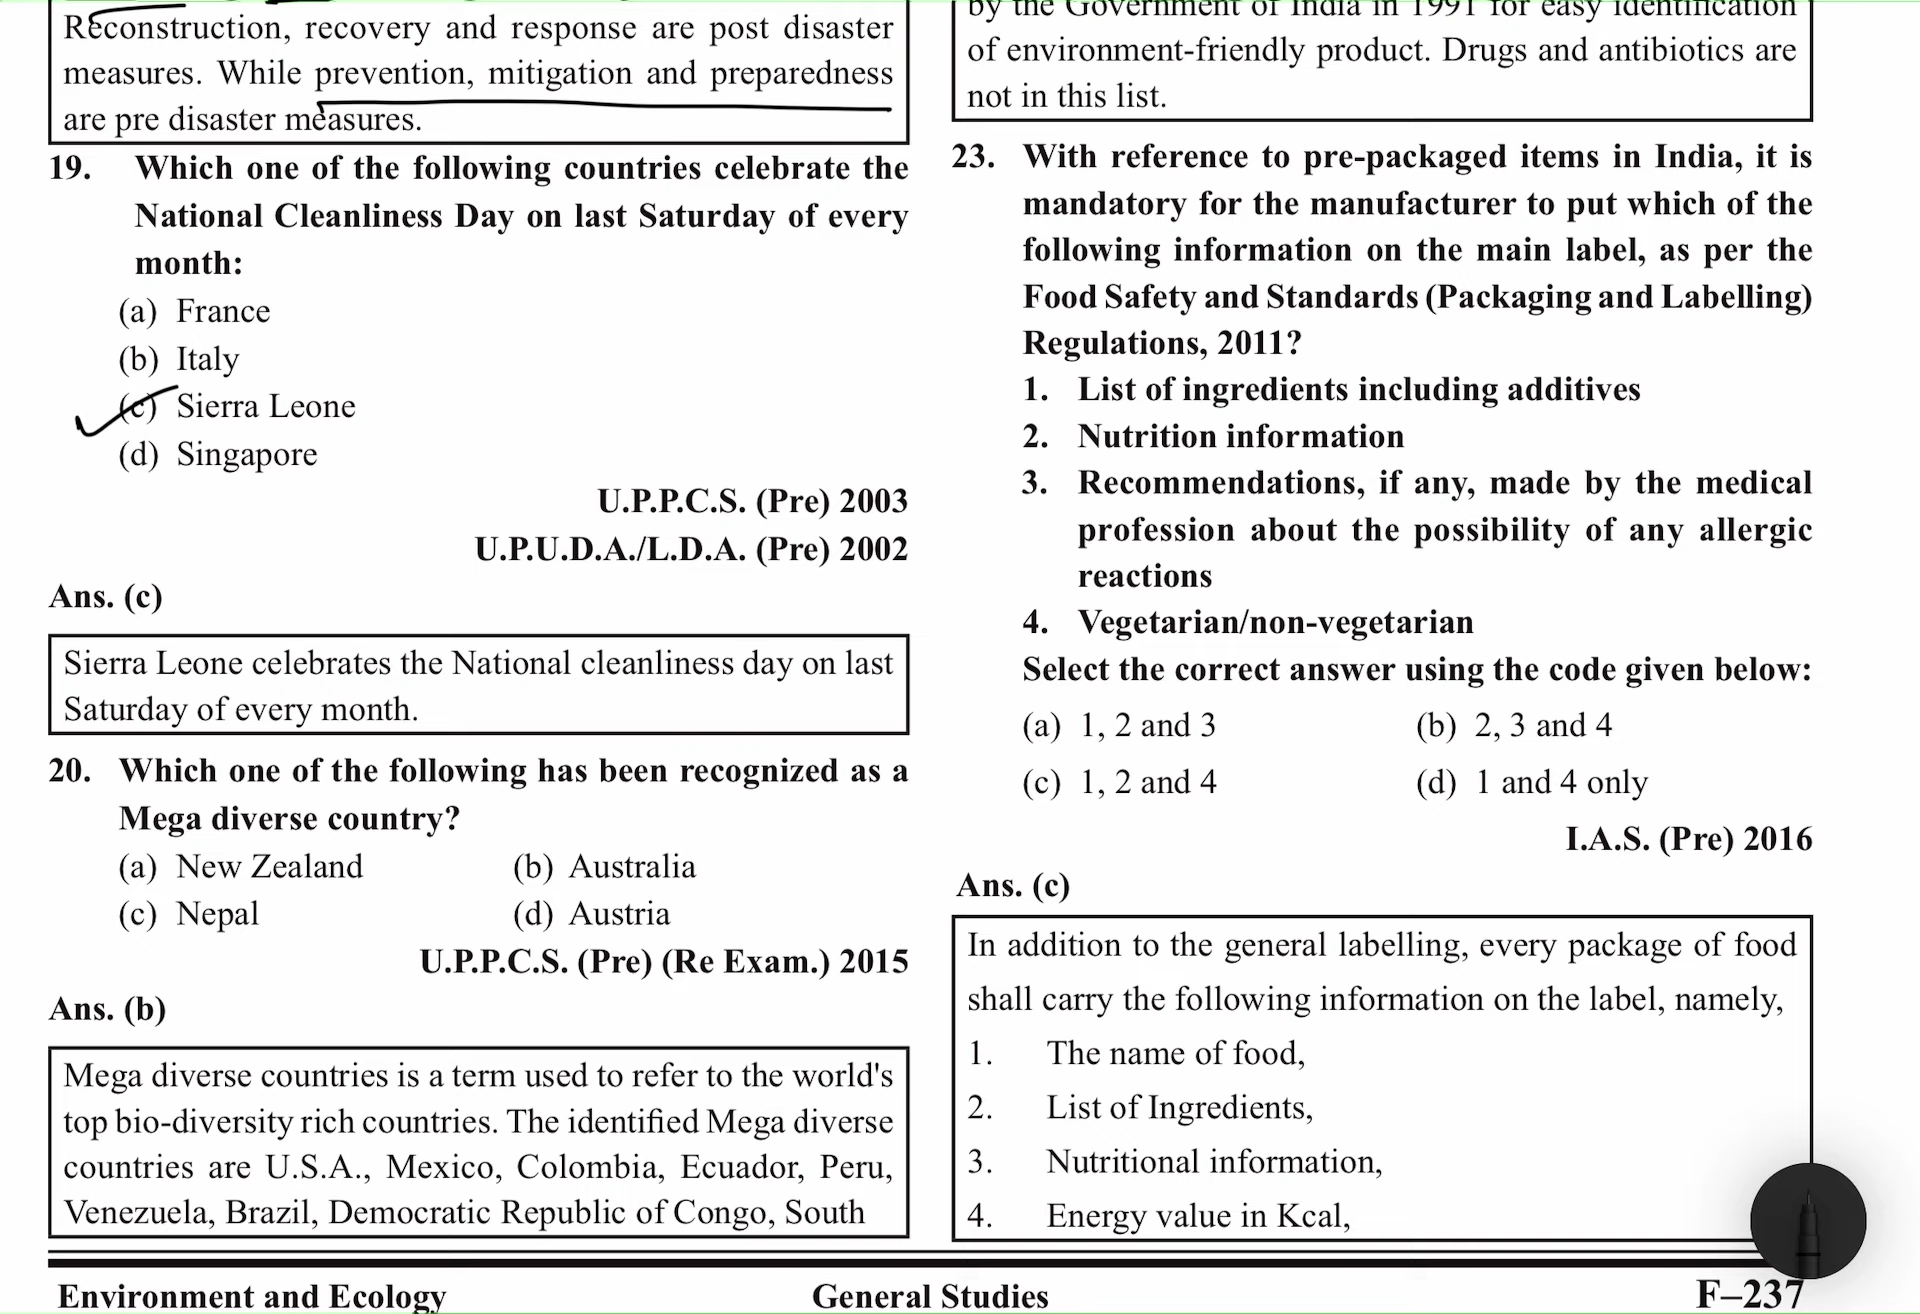 Reconstruction, recovery and response are post disaster
measures. While prevention, mitigation and preparedness
are pre disaster measures.
19. Which one of the following countries celebrate the
National Cleanliness Day on last Saturday of every
month:
(a) France
(b) Italy
(c) Sierra Leone
(d) Singapore
U.P.P.C.S. (Pre) 2003
U.P.U.D.A./L.D.A. (Pre) 2002
Ans. (c)
Sierra Leone celebrates the National cleanliness day on last
Saturday of every month.
20. Which one of the following has been recognized as a
Mega diverse country?
(a) New Zealand (b) Australia
(c) Nepal (d) Austria
U.P.P.C.S. (Pre) (Re Exam.) 2015
Ans. (b)
Mega diverse countries is a term used to refer to the world's
top bio-diversity rich countries. The identified Mega diverse
countries are U.S.A., Mexico, Colombia, Ecuador, Peru,
Venezuela, Brazil, Democratic Republic of Congo, South
by the Government of India in 1991 for easy identification
of environment-friendly product. Drugs and antibiotics are
not in this list.
23. With reference to pre-packaged items in India, it is
mandatory for the manufacturer to put which of the
following information on the main label, as per the
Food Safety and Standards (Packaging and Labelling)
Regulations, 2011?
1. List of ingredients including additives
2. Nutrition information
3. Recommendations, if any, made by the medical
profession about the possibility of any allergic
reactions
4. Vegetarian/non-vegetarian
Select the correct answer using the code given below:
(a) 1, 2 and 3 (b) 2, 3 and 4
(c) 1, 2 and 4 (d) 1 and 4 only
I.A.S. (Pre) 2016
Ans. (c)
In addition to the general labelling, every package of food
shall carry the following information on the label, namely,
1. The name of food,
2. List of Ingredients,
3. Nutritional information,
4. Energy value in Kcal,
Environment and Ecology General Studies F–237